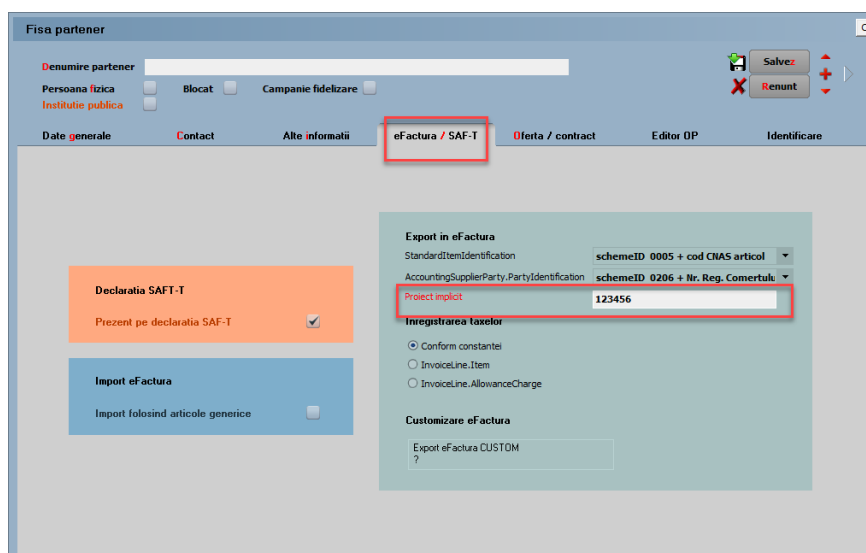 Fisa partener
Denumire partener
Salvez
Persoana fizica Blocat Campanie fidelizare
Renunt
Institutie publica
Date generale Contact Alte informatii eFactura / SAF-T Oferta / contract Editor OP Identificare
Export in eFactura
StandardItemIdentification schemeID 0005 + cod CNAS articol
AccountingSupplierParty.PartyIdentification schemeID 0206 + Nr. Reg. Comertulu
Proiect implicit 123456
Inregistrarea taxelor
Conform constantei
InvoiceLine.Item
InvoiceLine.AllowanceCharge
Customizare eFactura
Export eFactura CUSTOM
?
Declaratia SAFT-T
Prezent pe declaratia SAF-T
Import eFactura
Import folosind articole generice